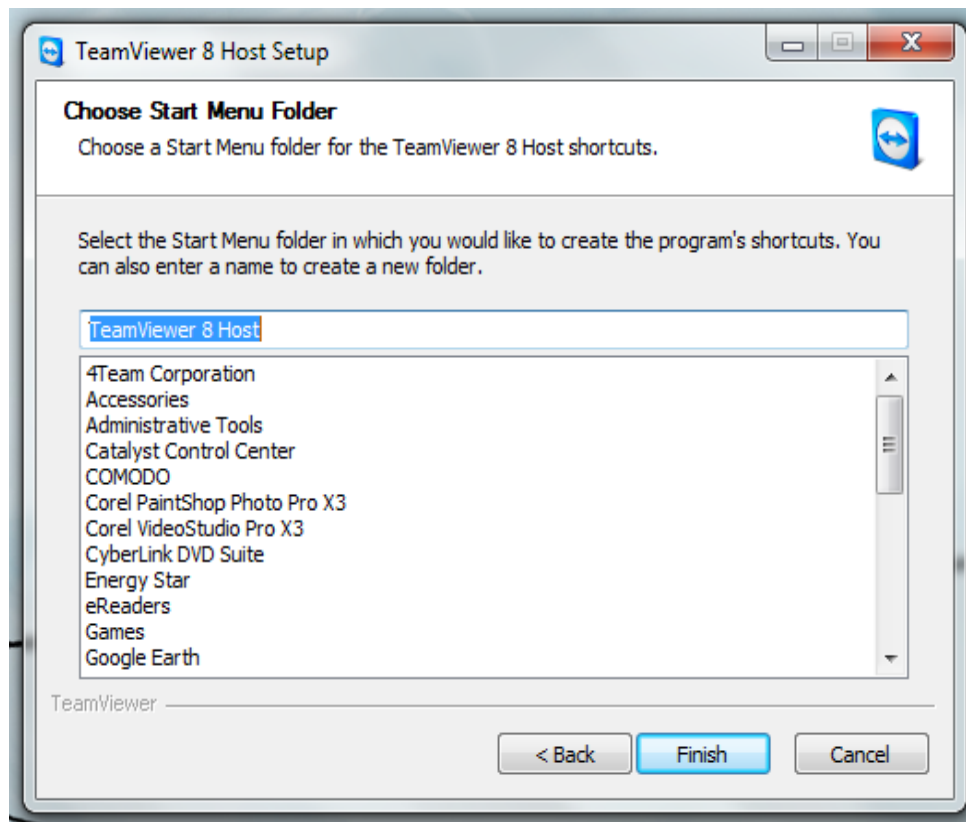 TeamViewer 8 Host Setup
Choose Start Menu Folder
Choose a Start Menu folder for the TeamViewer 8 Host shortcuts.
Select the Start Menu folder in which you would like to create the program's shortcuts. You
can also enter a name to create a new folder.
TeamViewer 8 Host
4Team Corporation
Accessories
Administrative Tools
Catalyst Control Center
COMODO
Corel PaintShop Photo Pro X3
Corel VideoStudio Pro X3
CyberLink DVD Suite
Energy Star
eReaders
Games
Google Earth
TeamViewer
< Back Finish Cancel